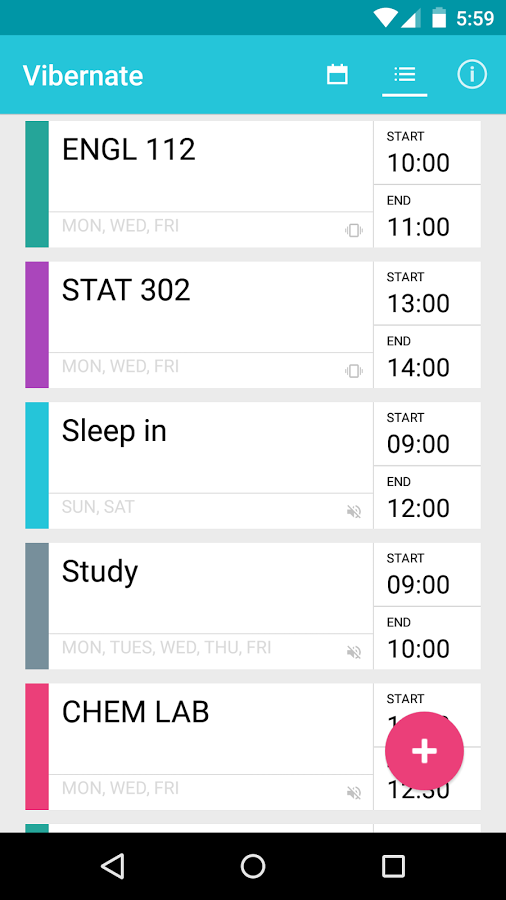 5:59
Vibernate
ENGL 112
START
10:00
END
11:00
MON, WED, FRI
STAT 302
START
13:00
END
14:00
MON, WED, FRI
Sleep in
START
09:00
END
12:00
SUN, SAT
Study
START
09:00
END
10:00
MON, TUES, WED, THU, FRI
CHEM LAB
START
12:30
MON, WED, FRI